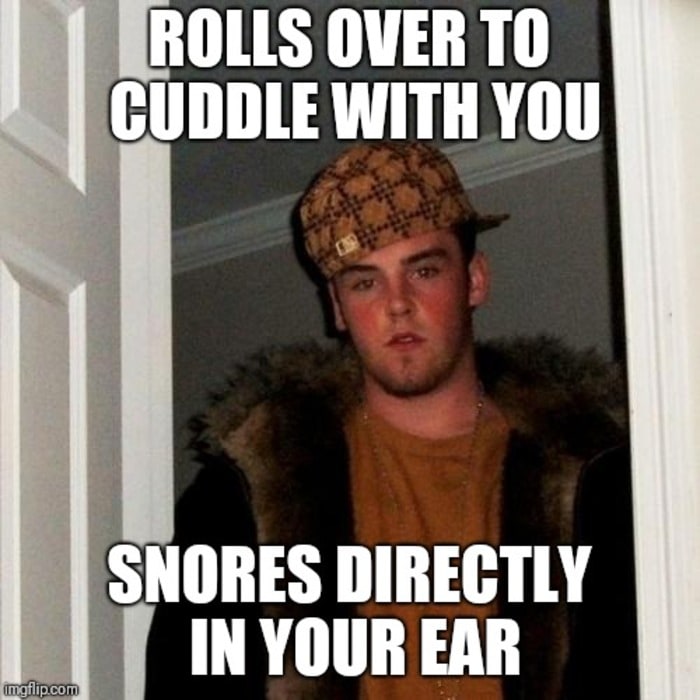 ROLLS OVER TO
CUDDLE WITH YOU
SNORES DIRECTLY
IN YOUR EAR
imgflip.com